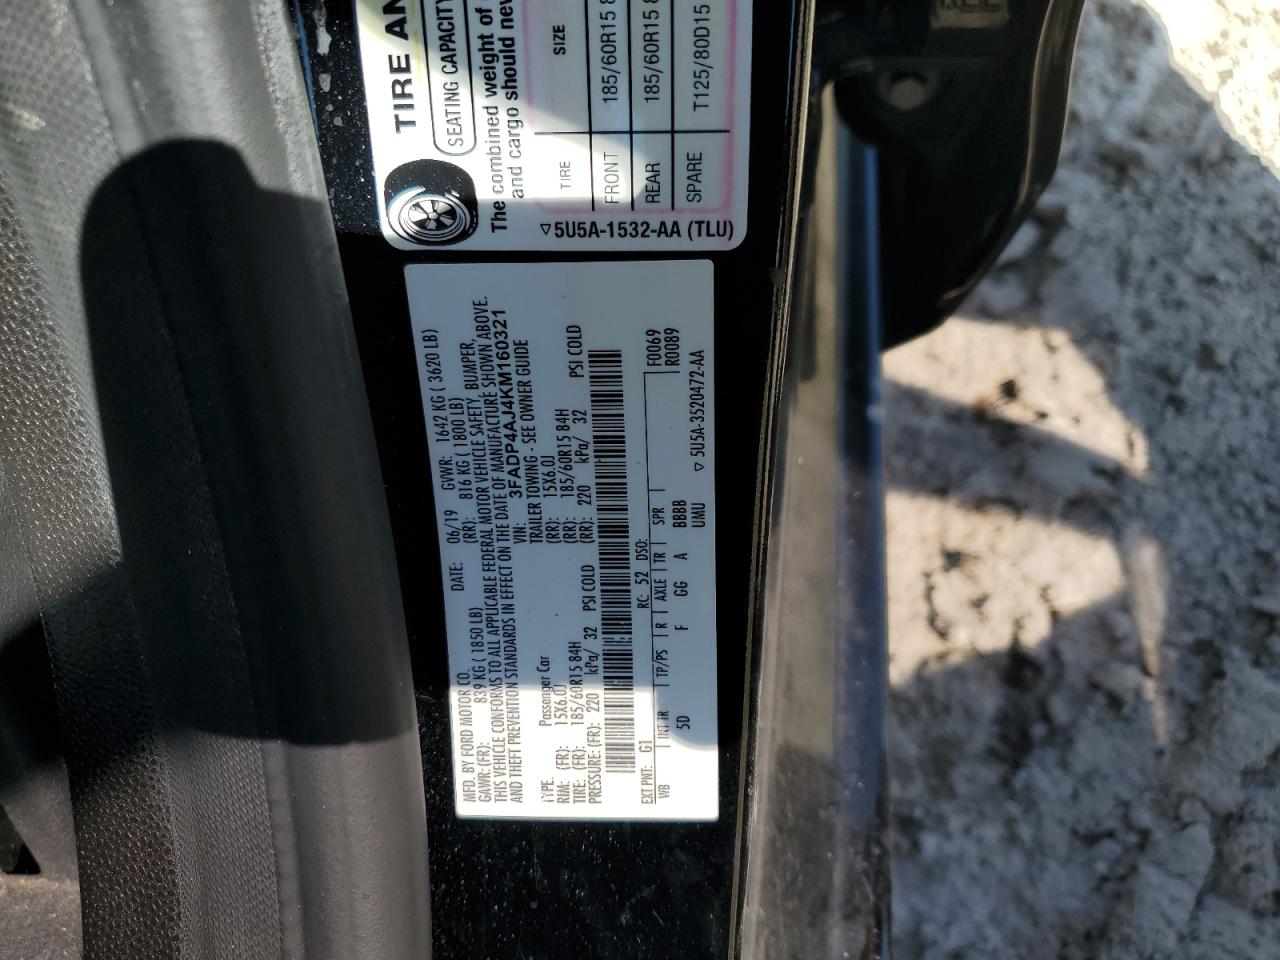 TIRE AN
SEATING CAPACITY
The combined weight of
and cargo should nev
TIRE SIZE
FRONT 185/60R15 8
REAR 185/60R15 8
SPARE T125/80D15
5U5A-1532-AA (TLU)
MFD. BY FORD MOTOR CO. DATE: 06/19 GVWR: 1642 KG ( 3620 LB)
GAWR: (FR): 839 KG ( 1850 LB) (RR): 816 KG ( 1800 LB)
THIS VEHICLE CONFORMS TO ALL APPLICABLE FEDERAL MOTOR VEHICLE SAFETY, BUMPER,
AND THEFT PREVENTION STANDARDS IN EFFECT ON THE DATE OF MANUFACTURE SHOWN ABOVE.
VIN: 3FADP4AJ4KM160321
TYPE: Passenger Car TRAILER TOWING - SEE OWNER GUIDE
RIM: (FR): 15X6.0J (RR): 15X6.0J
TIRE: (FR): 185/60R15 84H (RR): 185/60R15 84H
PRESSURE: (FR): 220 kPa/ 32 PSI COLD (RR): 220 kPa/ 32 PSI COLD
EXT PNT: G1 RC: 52 DSO: F0069
WB INT TR TP/PS R AXLE TR SPR R0089
5D F GG A BBBB
UMU 5U5A-3520472-AA